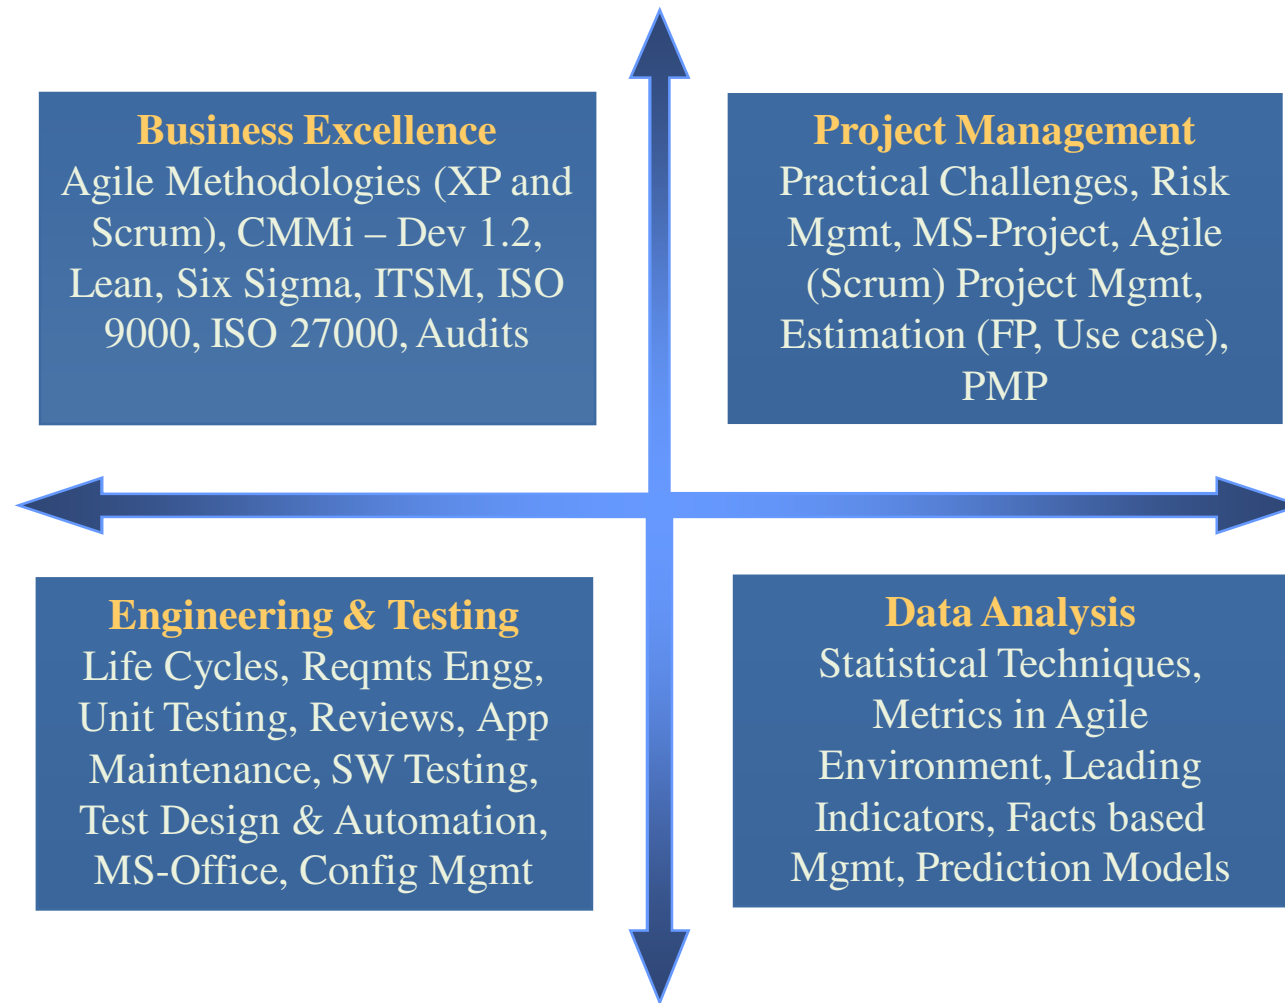 Business Excellence
Agile Methodologies (XP and
Scrum), CMMi – Dev 1.2,
Lean, Six Sigma, ITSM, ISO
9000, ISO 27000, Audits
Project Management
Practical Challenges, Risk
Mgmt, MS-Project, Agile
(Scrum) Project Mgmt,
Estimation (FP, Use case),
PMP
Engineering & Testing
Life Cycles, Reqmts Engg,
Unit Testing, Reviews, App
Maintenance, SW Testing,
Test Design & Automation,
MS-Office, Config Mgmt
Data Analysis
Statistical Techniques,
Metrics in Agile
Environment, Leading
Indicators, Facts based
Mgmt, Prediction Models